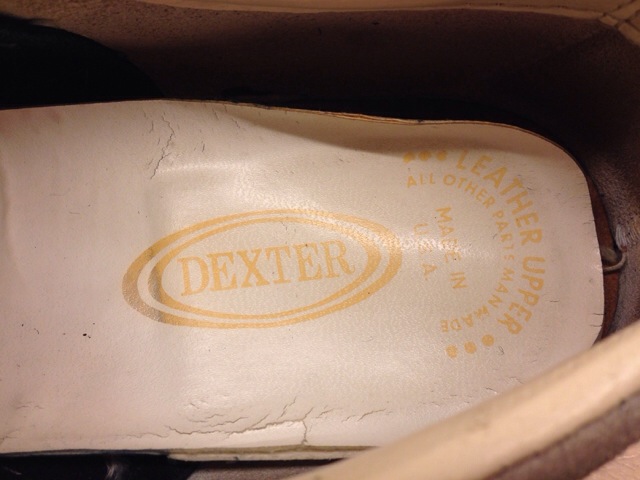 DEXTER
LEATHER UPPER
ALL OTHER PARTS MANMADE
MADE IN
U.S.A.